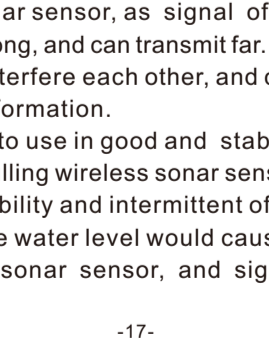 ar sensor, as signal of
ong, and can transmit far.
terfere each other, and
formation.
to use in good and stab
lling wireless sonar sens
bility and intermittent of
e water level would caus
sonar sensor, and sig
-17-